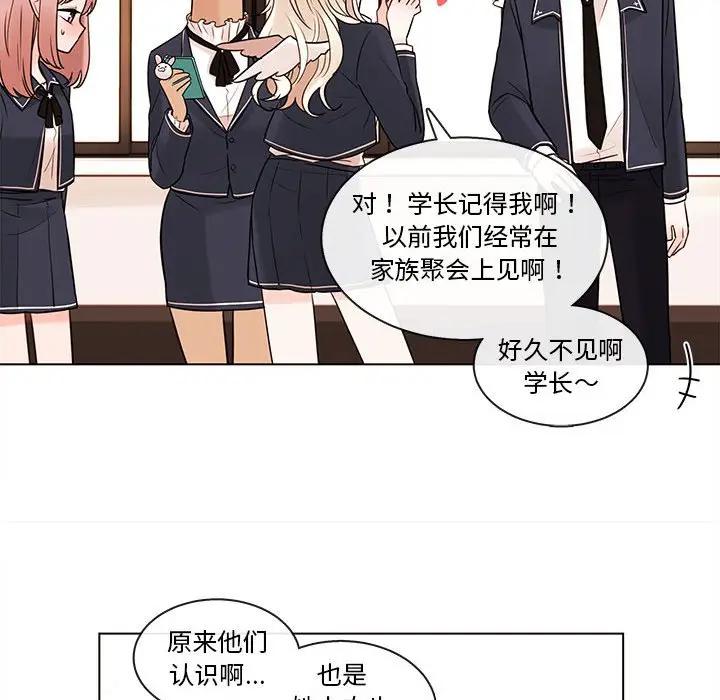 对！学长记得我啊！
以前我们经常在
家族聚会上见啊！
好久不见啊
学长～
原来他们
认识啊...
也是